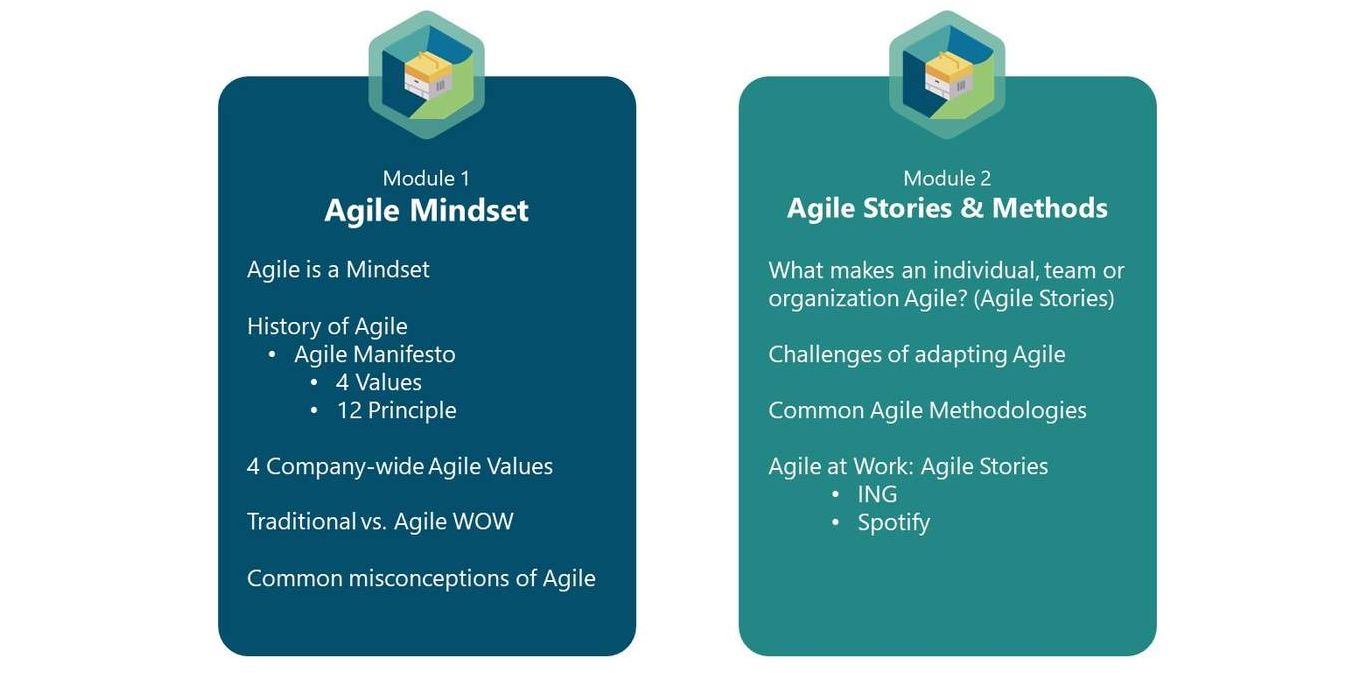 Module 1
Agile Mindset
Agile is a Mindset
History of Agile
• Agile Manifesto
• 4 Values
• 12 Principle
4 Company-wide Agile Values
Traditional vs. Agile WOW
Common misconceptions of Agile
Module 2
Agile Stories & Methods
What makes an individual, team or
organization Agile? (Agile Stories)
Challenges of adapting Agile
Common Agile Methodologies
Agile at Work: Agile Stories
• ING
• Spotify